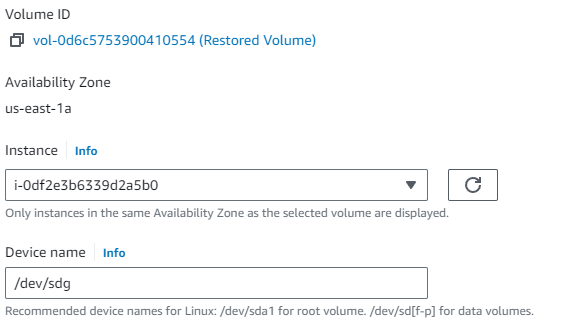 Volume ID
vol-0d6c5753900410554 (Restored Volume)
Availability Zone
us-east-1a
Instance Info
i-0df2e3b6339d2a5b0
Only instances in the same Availability Zone as the selected volume are displayed.
Device name Info
/dev/sdg
Recommended device names for Linux: /dev/sda1 for root volume. /dev/sd[f-p] for data volumes.